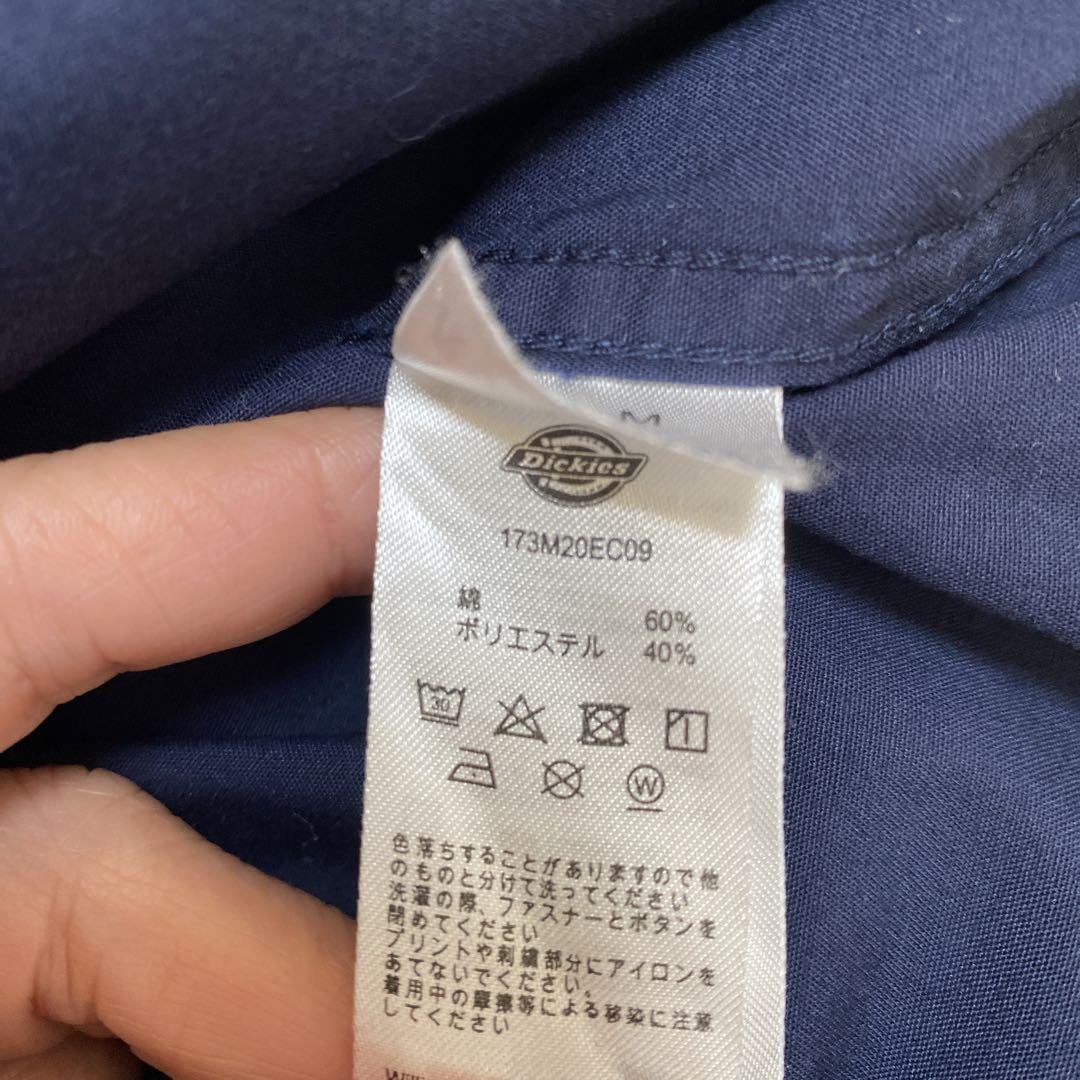 M
Dickies
173M20EC09
綿 60%
ポリエステル 40%
30
W
色落ちすることがありますので他
のものと分けて洗ってください
洗濯の際、ファスナーとボタンを
閉めてください
プリントや刺繍部分にアイロンを
あてないでください。
着用中の摩擦等による移染に注意
してください